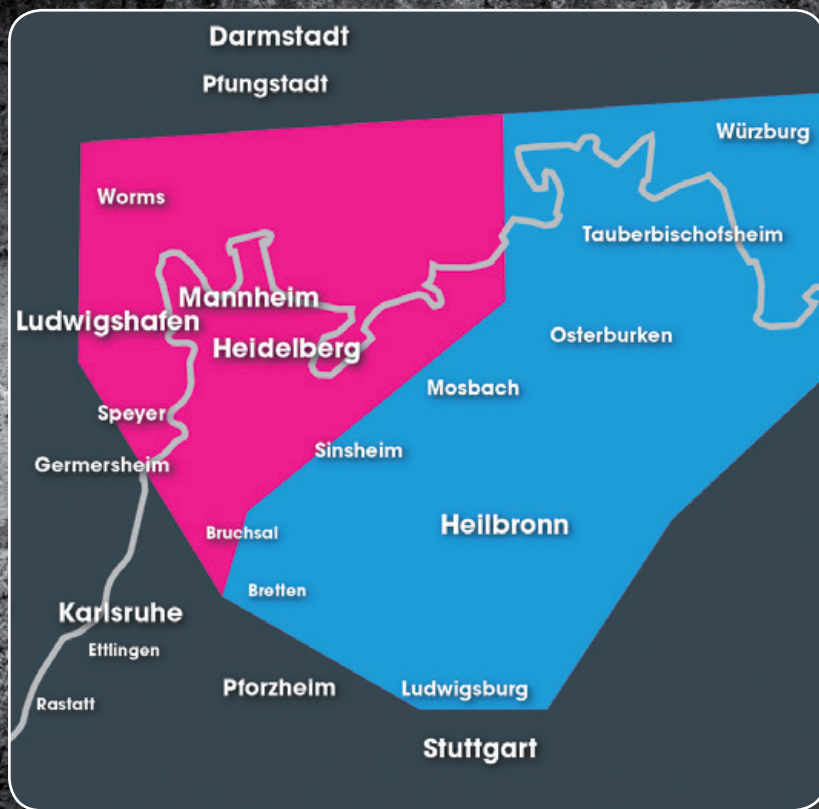 Darmstadt
Pfungstadt
Würzburg
Worms
Tauberbischofsheim
Mannheim
Ludwigshafen
Osterburken
Heidelberg
Mosbach
Speyer
Sinsheim
Germersheim
Heilbronn
Bruchsal
Bretten
Karlsruhe
Ettlingen
Pforzheim
Ludwigsburg
Rastatt
Stuttgart